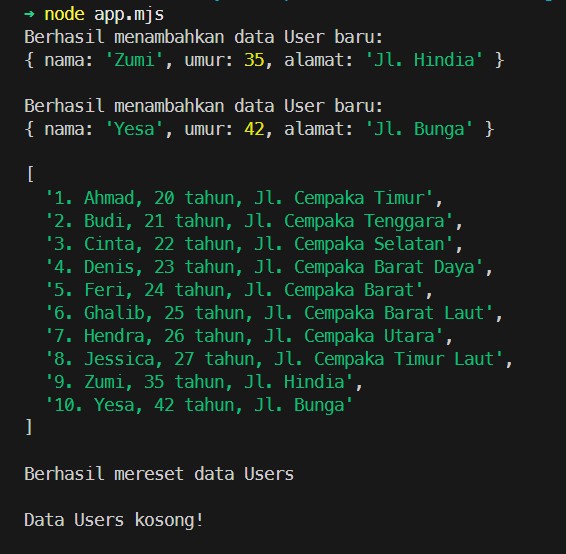 → node app.mjs
Berhasil menambahkan data User baru:
{ nama: 'Zumi', umur: 35, alamat: 'Jl. Hindia' }
Berhasil menambahkan data User baru:
{ nama: 'Yesa', umur: 42, alamat: 'Jl. Bunga' }
[
'1. Ahmad, 20 tahun, Jl. Cempaka Timur',
'2. Budi, 21 tahun, Jl. Cempaka Tenggara',
'3. Cinta, 22 tahun, Jl. Cempaka Selatan',
'4. Denis, 23 tahun, Jl. Cempaka Barat Daya',
'5. Feri, 24 tahun, Jl. Cempaka Barat',
'6. Ghalib, 25 tahun, Jl. Cempaka Barat Laut',
'7. Hendra, 26 tahun, Jl. Cempaka Utara',
'8. Jessica, 27 tahun, Jl. Cempaka Timur Laut',
'9. Zumi, 35 tahun, Jl. Hindia',
'10. Yesa, 42 tahun, Jl. Bunga'
]
Berhasil mereset data Users
Data Users kosong!